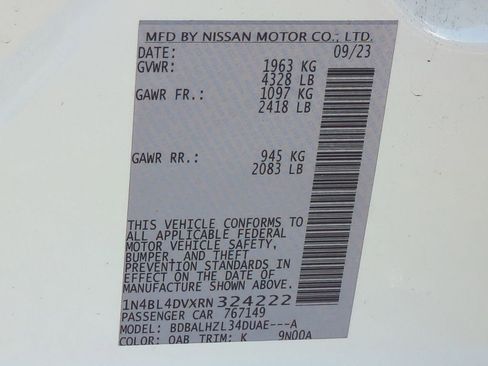 MFD BY NISSAN MOTOR CO., LTD.
DATE: 09/23
GVWR: 1963 KG
4328 LB
GAWR FR.: 1097 KG
2418 LB
GAWR RR.: 945 KG
2083 LB
THIS VEHICLE CONFORMS TO
ALL APPLICABLE FEDERAL
MOTOR VEHICLE SAFETY,
BUMPER, AND THEFT
PREVENTION STANDARDS IN
EFFECT ON THE DATE OF
MANUFACTURE SHOWN ABOVE.
1N4BL4DVXRN324222
PASSENGER CAR 767149
MODEL: BDBALHZL34DUAE---A
COLOR: QAB TRIM: K 9N00A